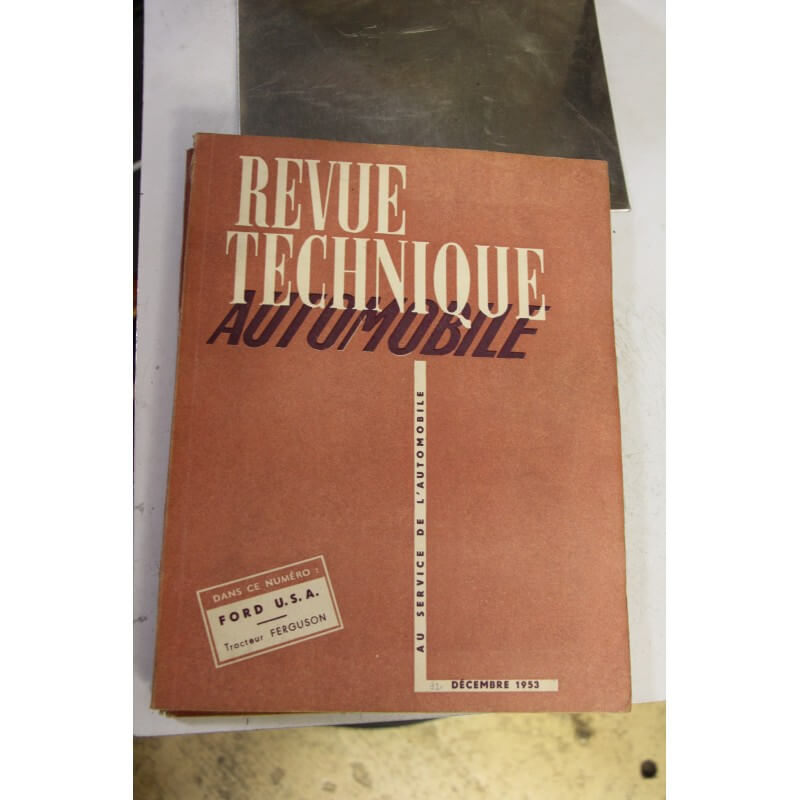 REVUE
TECHNIQUE
AUTOMOBILE
AU SERVICE DE L'AUTOMOBILE
DANS CE NUMÉRO :
FORD U.S.A.
Tracteur FERGUSON
DÉCEMBRE 1953